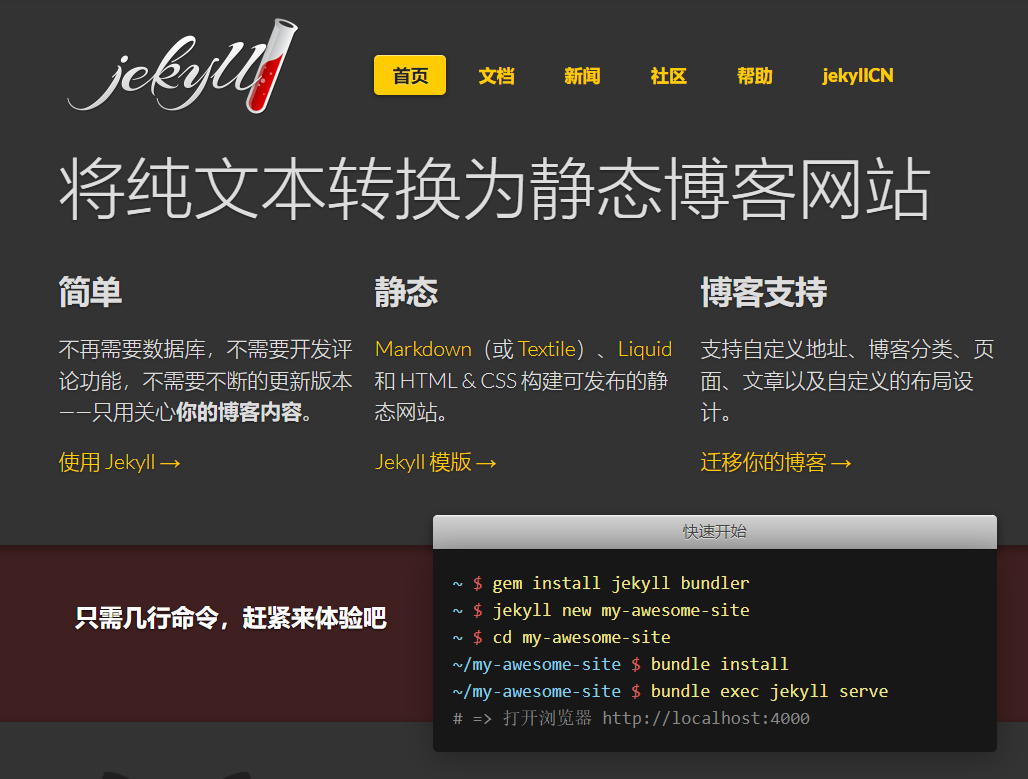 jekyll
首页 文档 新闻 社区 帮助 jekyllCN
将纯文本转换为静态博客网站
简单
不再需要数据库，不需要开发评
论功能，不需要不断的更新版本
——只用关心你的博客内容。
使用 Jekyll →
静态
Markdown（或 Textile）、Liquid
和 HTML & CSS 构建可发布的静
态网站。
Jekyll 模版 →
博客支持
支持自定义地址、博客分类、页
面、文章以及自定义的布局设
计。
迁移你的博客 →
只需几行命令，赶紧来体验吧
快速开始
~ $ gem install jekyll bundler
~ $ jekyll new my-awesome-site
~ $ cd my-awesome-site
~/my-awesome-site $ bundle install
~/my-awesome-site $ bundle exec jekyll serve
# => 打开浏览器 http://localhost:4000